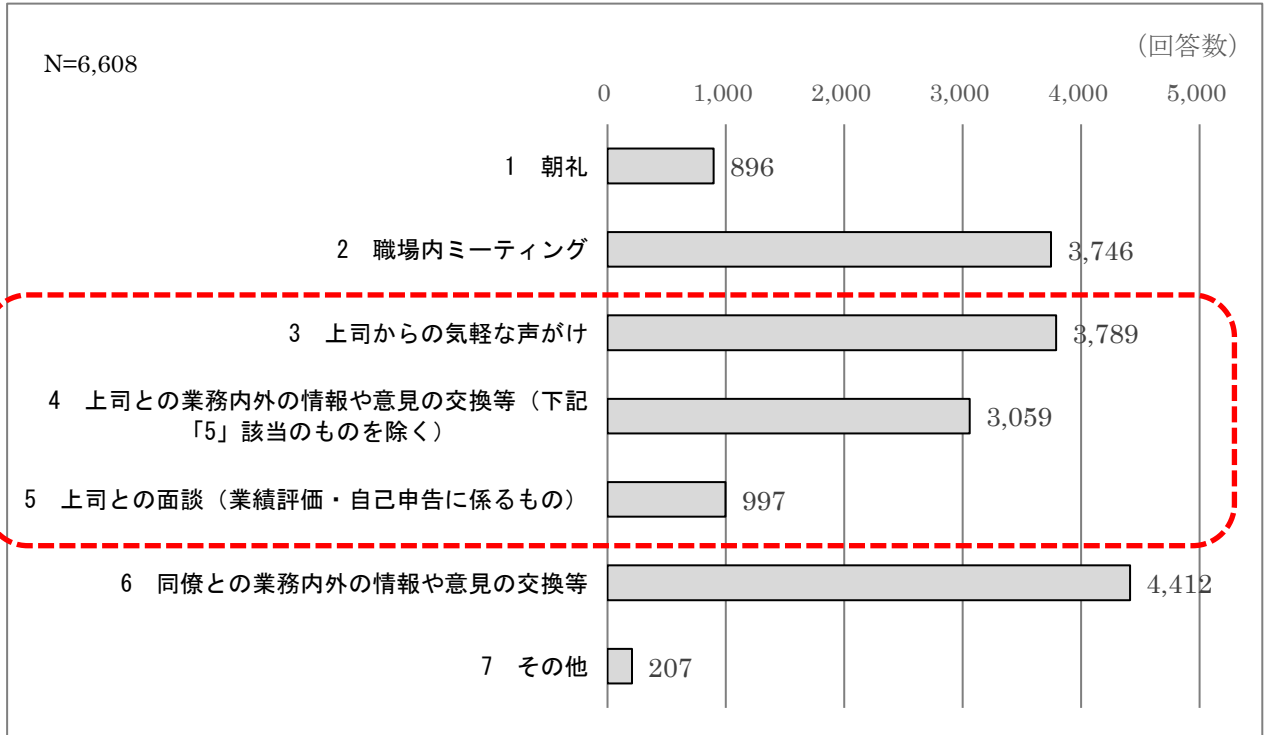 (回答数)
N=6,608
0 1,000 2,000 3,000 4,000 5,000
1 朝礼 896
2 職場内ミーティング 3,746
3 上司からの気軽な声がけ 3,789
4 上司との業務内外の情報や意見の交換等(下記
「5」該当のものを除く) 3,059
5 上司との面談(業績評価・自己申告に係るもの) 997
6 同僚との業務内外の情報や意見の交換等 4,412
7 その他 207